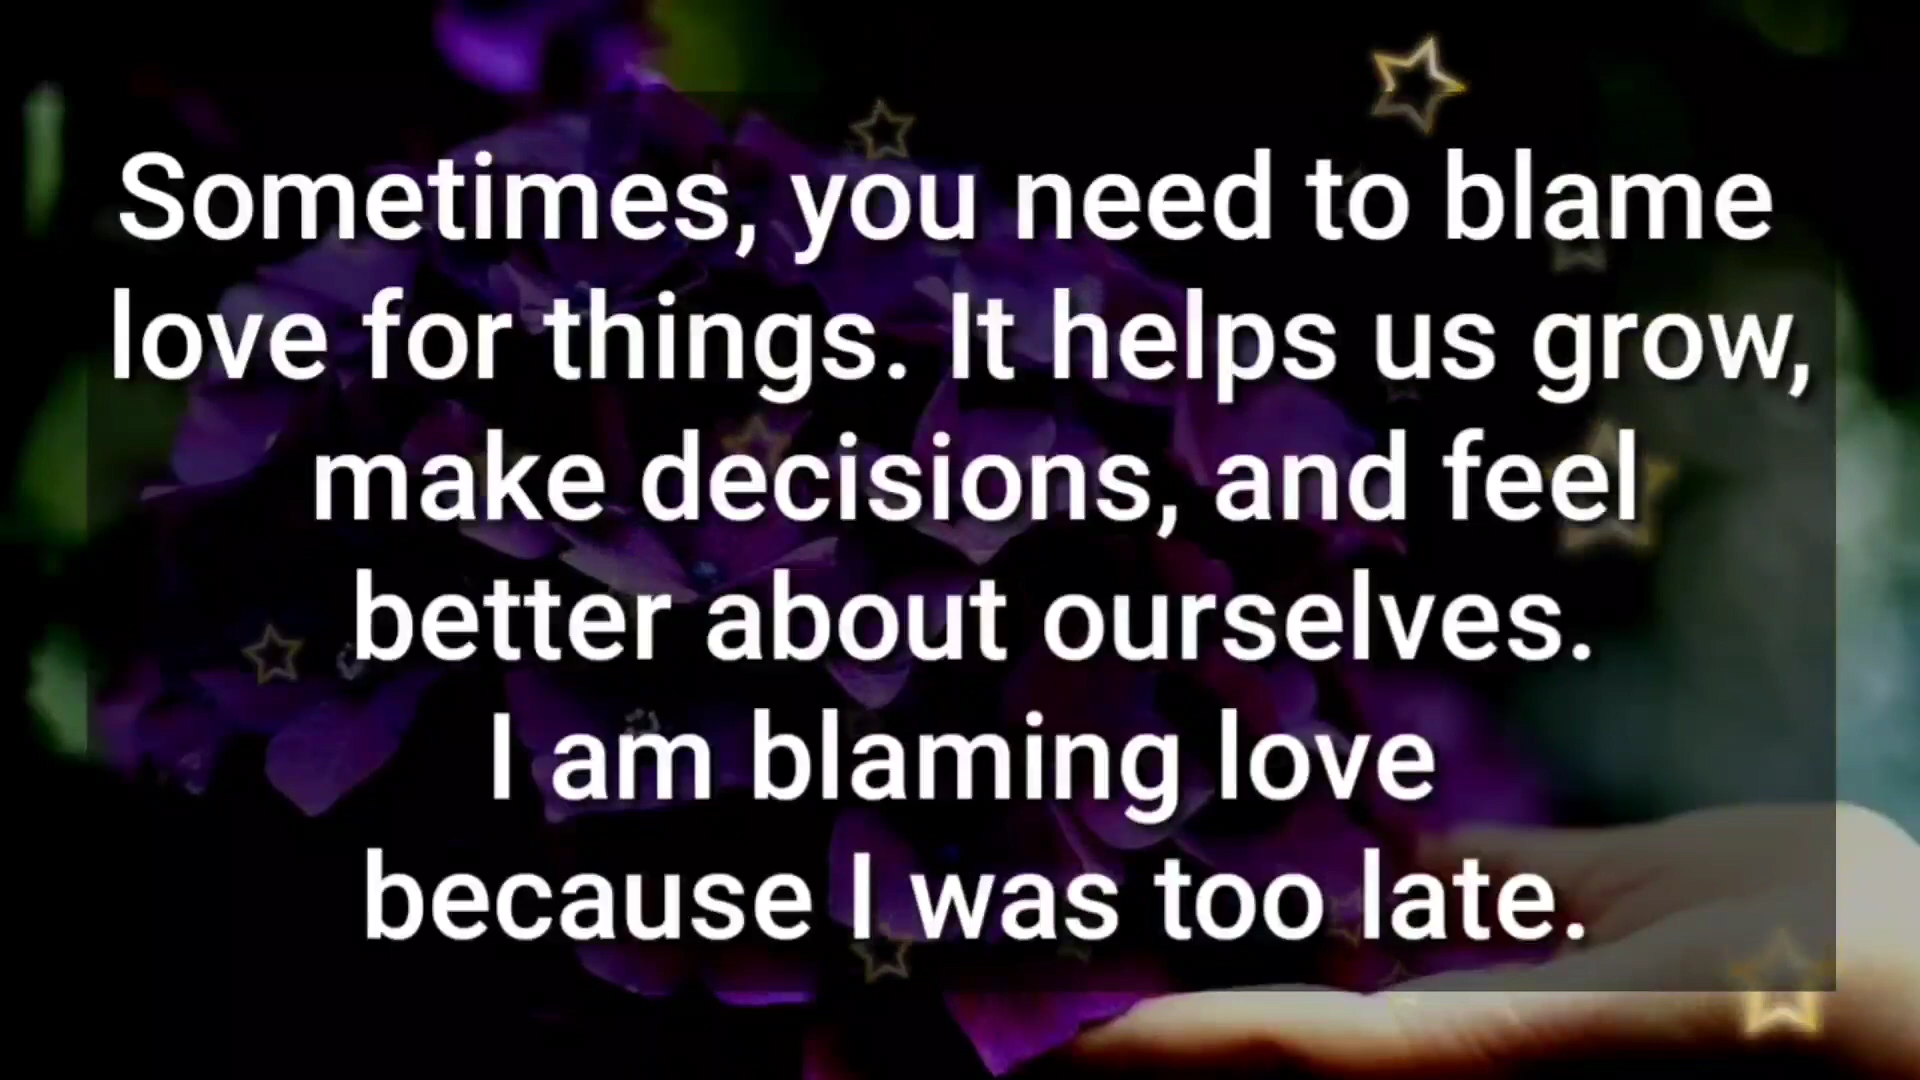 Sometimes, you need to blame
love for things. It helps us grow,
make decisions, and feel
better about ourselves.
I am blaming love
because I was too late.